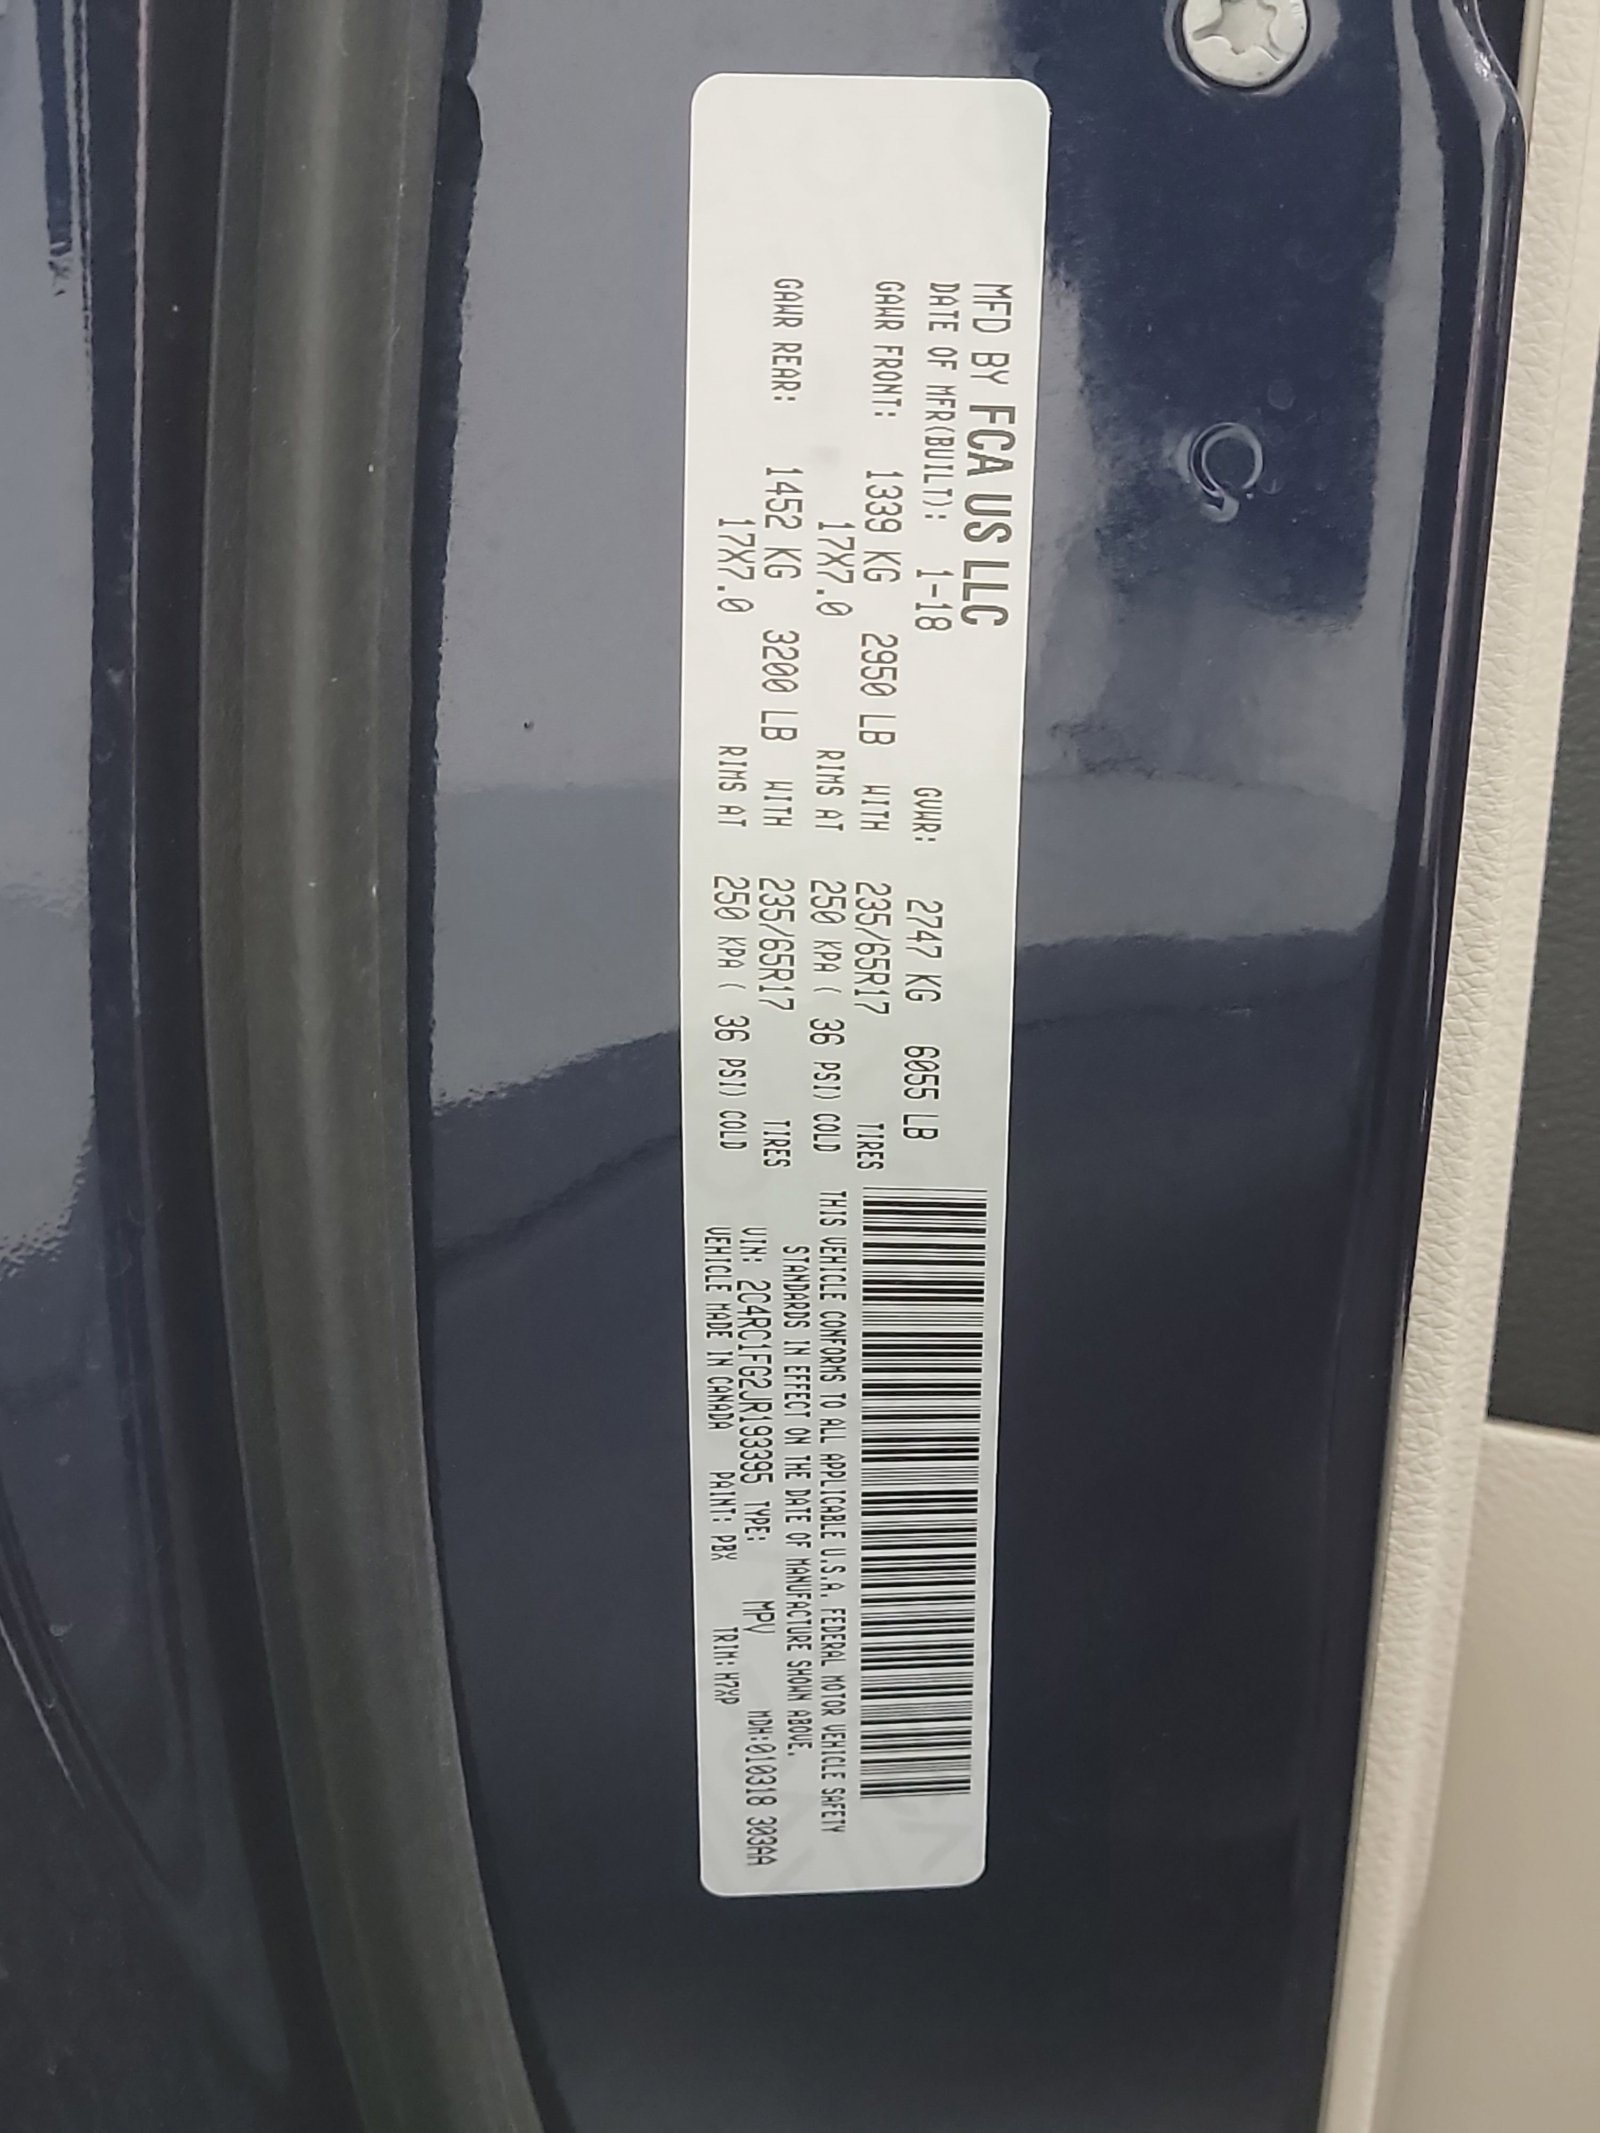 MFD BY FCA US LLC
DATE OF MFR(BUILT): 1-18 GVWR: 2747 KG 6055 LB
GAWR FRONT: 1339 KG 2950 LB WITH 235/65R17 TIRES
17X7.0 RIMS AT 250 KPA ( 36 PSI) COLD
GAWR REAR: 1452 KG 3200 LB WITH 235/65R17 TIRES
17X7.0 RIMS AT 250 KPA ( 36 PSI) COLD
THIS VEHICLE CONFORMS TO ALL APPLICABLE U.S.A. FEDERAL MOTOR VEHICLE SAFETY
STANDARDS IN EFFECT ON THE DATE OF MANUFACTURE SHOWN ABOVE.
VIN: 2C4RC1FG2JR193395 TYPE: MPV MDH:010318 303AA
VEHICLE MADE IN CANADA PAINT: PBX TRIM: H7XP